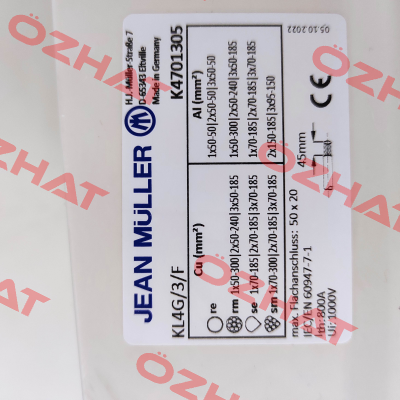 JEAN MÜLLER
H.J. Müller-Straße 7
D-65343 Eltville
Made in Germany
KL4G/3/F K4701305
Cu (mm²) Al (mm²)
re 1x50-50|2x50-50|3x50-50
rm 1x50-300|2x50-240|3x50-185 1x50-300|2x50-240|3x50-185
se 1x70-185|2x70-185|3x70-185 1x70-185|2x70-185|3x70-185
sm 1x70-300|2x70-185|3x70-185 2x150-185|3x95-150
max. Flachanschluss: 50 x 20
IEC/EN 60947-7-1
Ith: 800A
Ui: 1000V
45mm
CE
05.10.2022
ÖZHAT
ÖZHAT
ÖZHAT
ÖZHAT
ÖZHAT
ÖZHAT
ÖZHAT